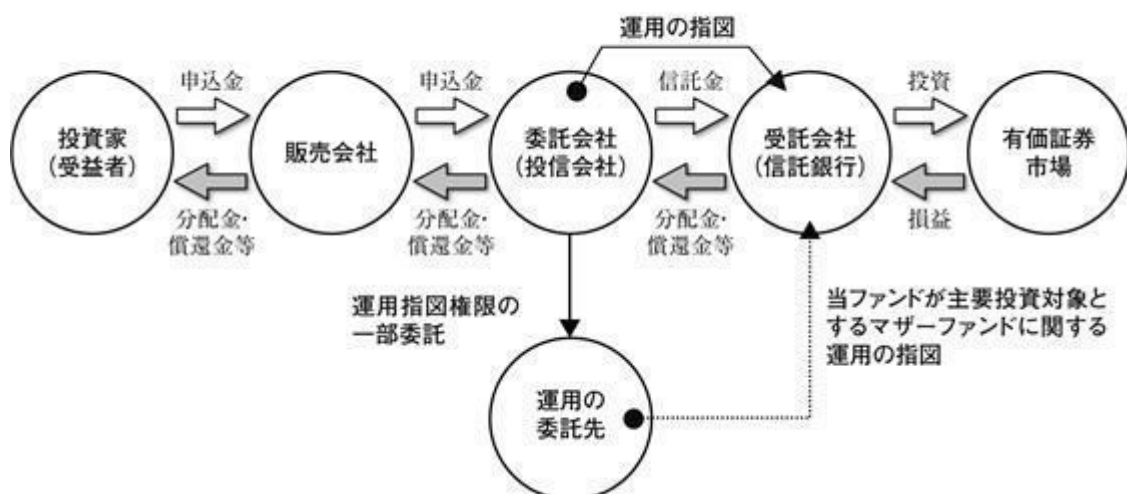 運用の指図
申込金
申込金
信託金
投資
投資家
(受益者)
販売会社
委託会社
(投信会社)
受託会社
(信託銀行)
有価証券
市場
分配金・
償還金等
分配金・
償還金等
分配金・
償還金等
損益
運用指図権限の
一部委託
当ファンドが主要投資対象と
するマザーファンドに関する
運用の指図
運用の
委託先